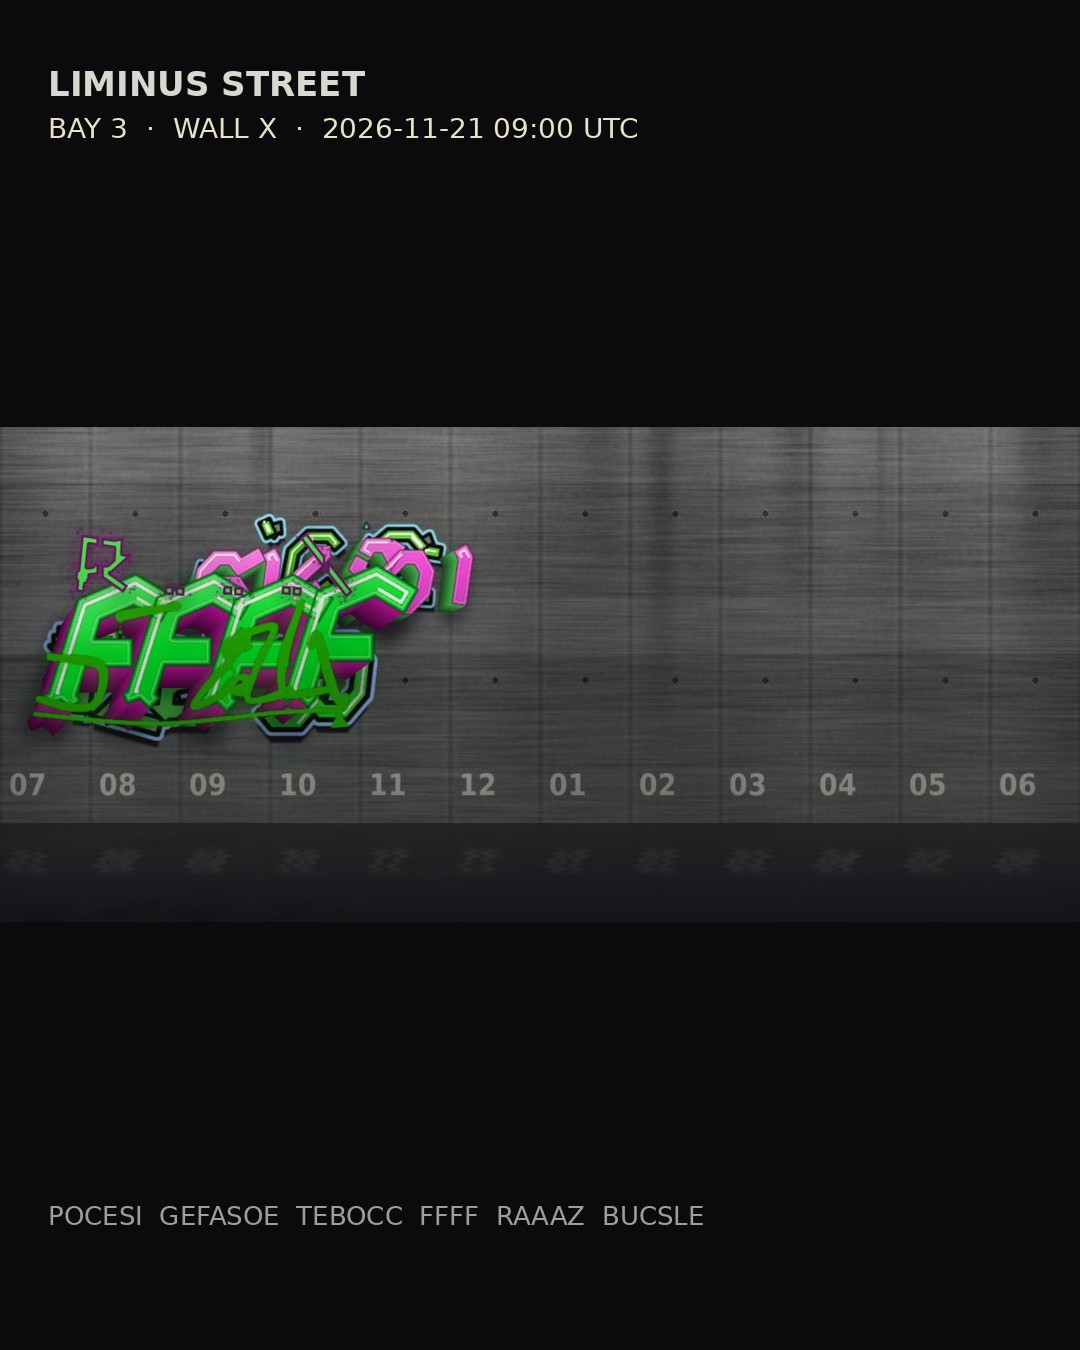 LIMINUS STREET
BAY 3 · WALL X · 2026-11-21 09:00 UTC
R
FFFF
07 08 09 10 11 12 01 02 03 04 05 06
POCESI GEFASOE TEBOCC FFFF RAAAZ BUCSLE